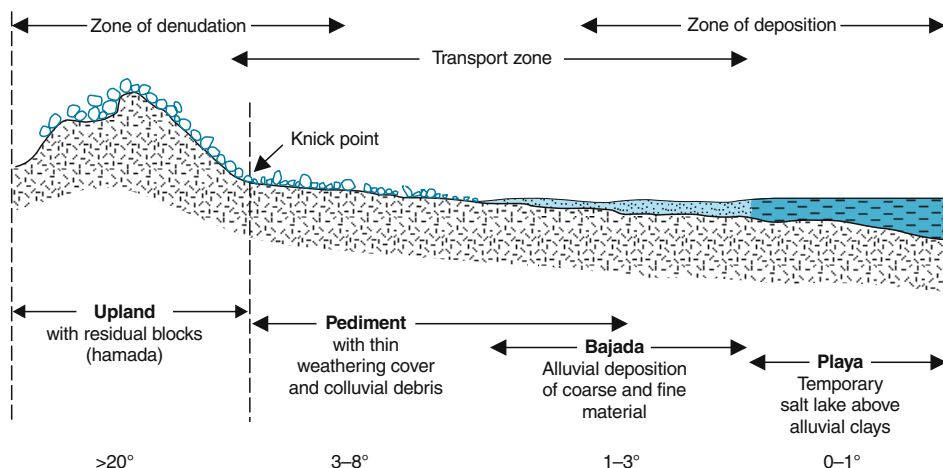 Zone of denudation
Zone of deposition
Transport zone
Knick point
Upland
with residual blocks
(hamada)
Pediment
with thin
weathering cover
and colluvial debris
Bajada
Alluvial deposition
of coarse and fine
material
Playa
Temporary
salt lake above
alluvial clays
>20°
3–8°
1–3°
0–1°